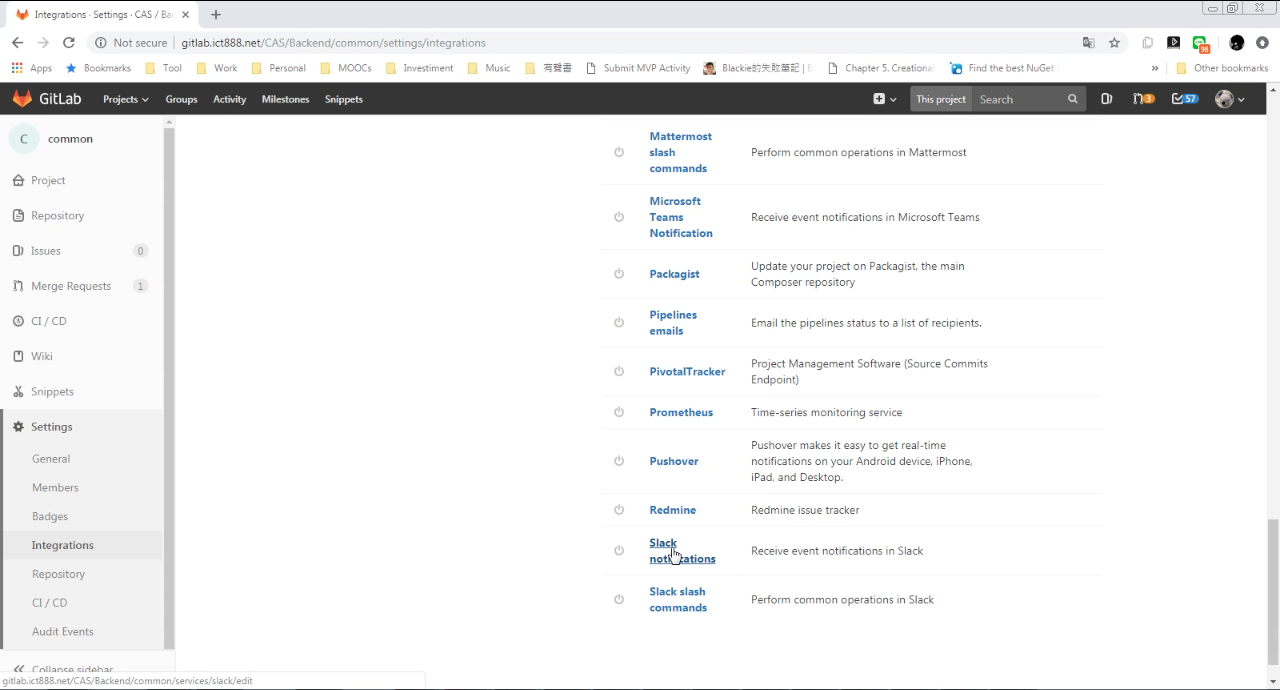 Integrations · Settings · CAS / Ba
Not secure | gitlab.ict888.net/CAS/Backend/common/settings/integrations
98
Apps Bookmarks Tool Work Personal MOOCs Investiment Music 有聲書 Submit MVP Activity Blackie的失敗筆記 | Chapter 5. Creationa Find the best NuGet » Other bookmarks
GitLab Projects Groups Activity Milestones Snippets This project Search 3 57
C common
Project
Repository
Issues 0
Merge Requests 1
CI / CD
Wiki
Snippets
Settings
General
Members
Badges
Integrations
Repository
CI / CD
Audit Events
Collapse sidebar
gitlab.ict888.net/CAS/Backend/common/services/slack/edit
Mattermost
slash
commands
Perform common operations in Mattermost
Microsoft
Teams
Notification
Receive event notifications in Microsoft Teams
Packagist
Update your project on Packagist, the main
Composer repository
Pipelines
emails
Email the pipelines status to a list of recipients.
PivotalTracker
Project Management Software (Source Commits
Endpoint)
Prometheus
Time-series monitoring service
Pushover
Pushover makes it easy to get real-time
notifications on your Android device, iPhone,
iPad, and Desktop.
Redmine
Redmine issue tracker
Slack
notifications
Receive event notifications in Slack
Slack slash
commands
Perform common operations in Slack